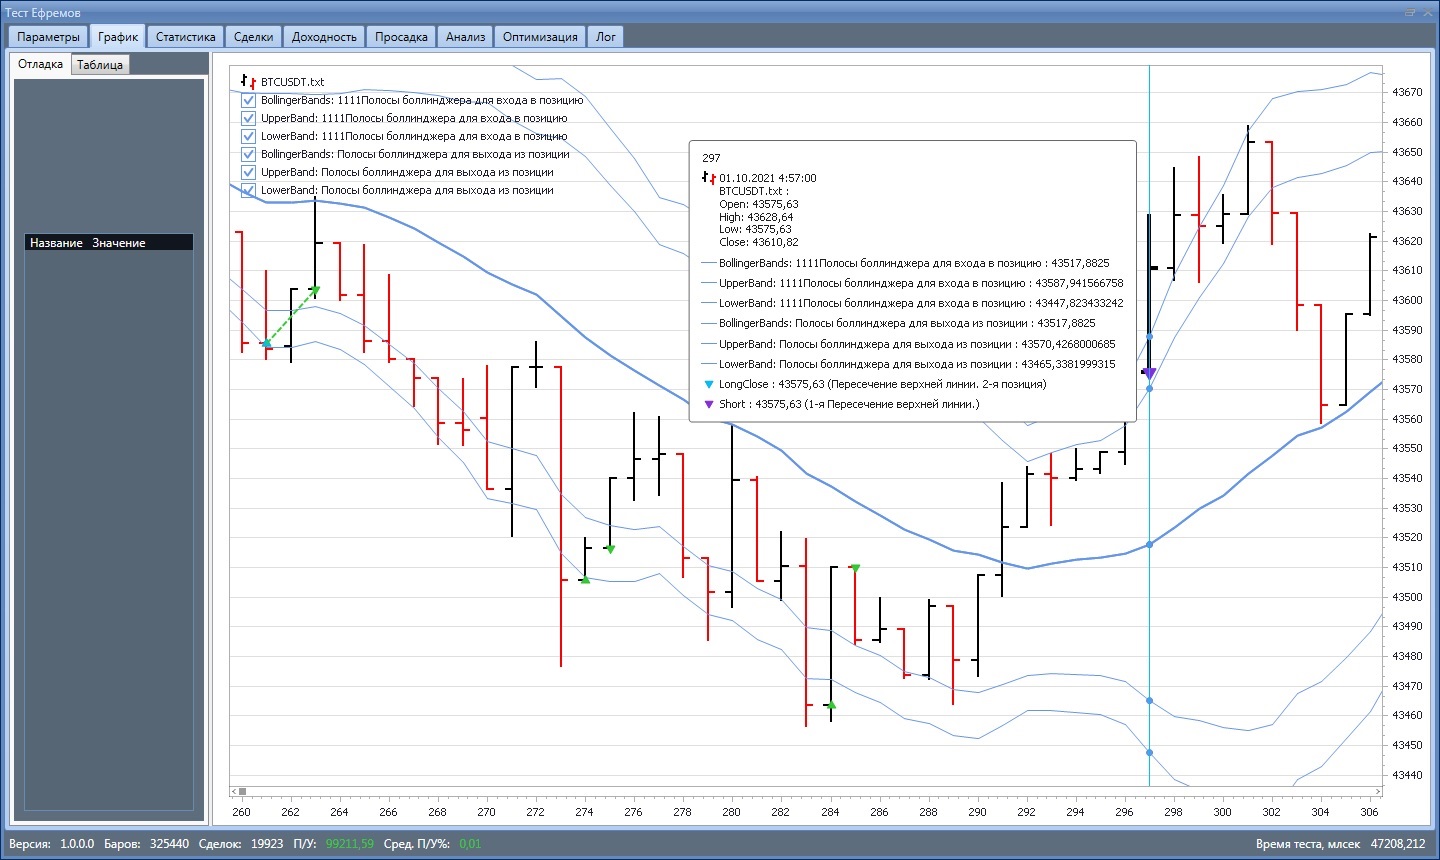 Тест Ефремов
Параметры График Статистика Сделки Доходность Просадка Анализ Оптимизация Лог
Отладка Таблица
Название Значение
BTCUSDT.txt
BollingerBands: 1111Полосы боллинджера для входа в позицию
UpperBand: 1111Полосы боллинджера для входа в позицию
LowerBand: 1111Полосы боллинджера для входа в позицию
BollingerBands: Полосы боллинджера для выхода из позиции
UpperBand: Полосы боллинджера для выхода из позиции
LowerBand: Полосы боллинджера для выхода из позиции
297
01.10.2021 4:57:00
BTCUSDT.txt :
Open: 43575,63
High: 43628,64
Low: 43575,63
Close: 43610,82
BollingerBands: 1111Полосы боллинджера для входа в позицию : 43517,8825
UpperBand: 1111Полосы боллинджера для входа в позицию : 43587,941566758
LowerBand: 1111Полосы боллинджера для входа в позицию : 43447,823433242
BollingerBands: Полосы боллинджера для выхода из позиции : 43517,8825
UpperBand: Полосы боллинджера для выхода из позиции : 43570,4268000685
LowerBand: Полосы боллинджера для выхода из позиции : 43465,3381999315
LongClose : 43575,63 (Пересечение верхней линии. 2-я позиция)
Short : 43575,63 (1-я Пересечение верхней линии.)
43670
43660
43650
43640
43630
43620
43610
43600
43590
43580
43570
43560
43550
43540
43530
43520
43510
43500
43490
43480
43470
43460
43450
43440
260 262 264 266 268 270 272 274 276 278 280 282 284 286 288 290 292 294 296 298 300 302 304 306
Версия: 1.0.0.0 Баров: 325440 Сделок: 19923 П/У: 99211,59 Сред. П/У%: 0,01 Время теста, млсек 47208,212